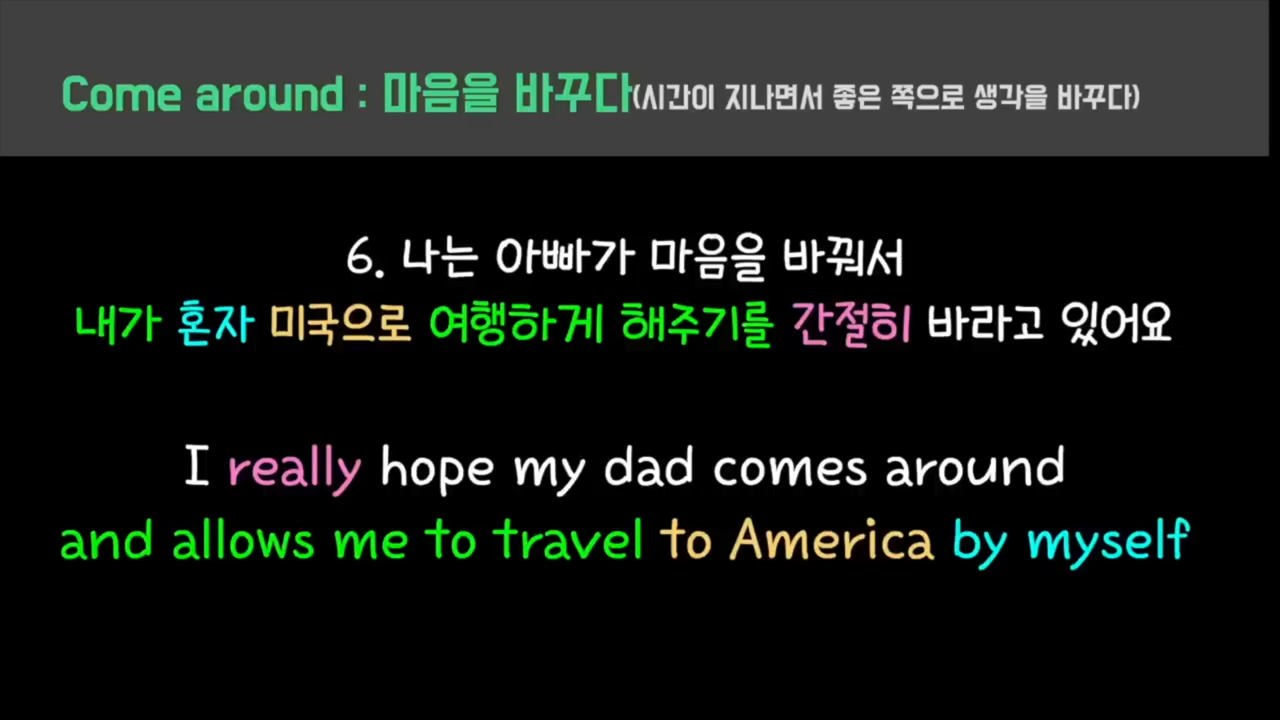 Come around : 마음을 바꾸다(시간이 지나면서 좋은 쪽으로 생각을 바꾸다)
6. 나는 아빠가 마음을 바꿔서
내가 혼자 미국으로 여행하게 해주기를 간절히 바라고 있어요
I really hope my dad comes around
and allows me to travel to America by myself